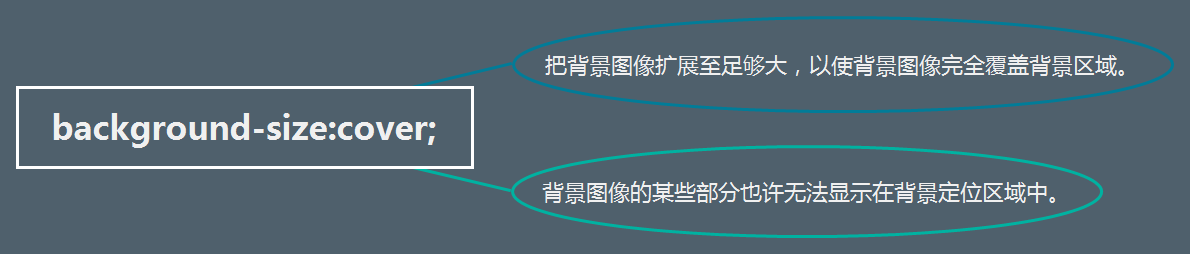 把背景图像扩展至足够大，以使背景图像完全覆盖背景区域。
background-size:cover;
背景图像的某些部分也许无法显示在背景定位区域中。